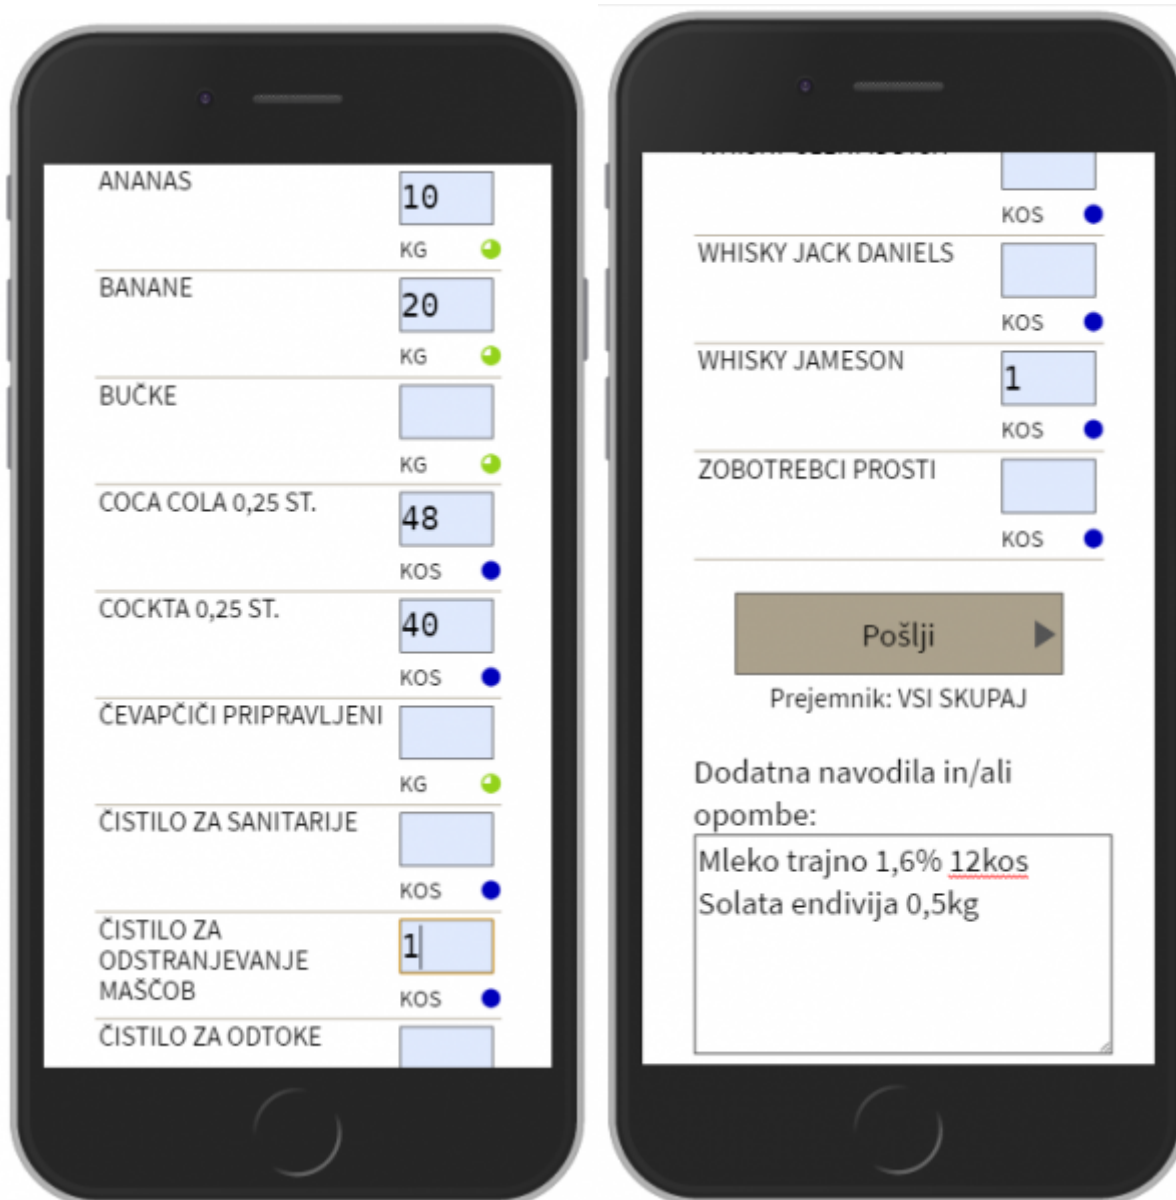 ANANAS
10
KG
BANANE
20
KG
BUČKE
KG
COCA COLA 0,25 ST.
48
KOS
COCKTA 0,25 ST.
40
KOS
ČEVAPČIČI PRIPRAVLJENI
KG
ČISTILO ZA SANITARIJE
KOS
ČISTILO ZA
ODSTRANJEVANJE
MAŠČOB
1
KOS
ČISTILO ZA ODTOKE
KOS
WHISKY JACK DANIELS
KOS
WHISKY JAMESON
1
KOS
ZOBOTREBCI PROSTI
KOS
Pošlji
Prejemnik: VSI SKUPAJ
Dodatna navodila in/ali
opombe:
Mleko trajno 1,6% 12kos
Solata endivija 0,5kg